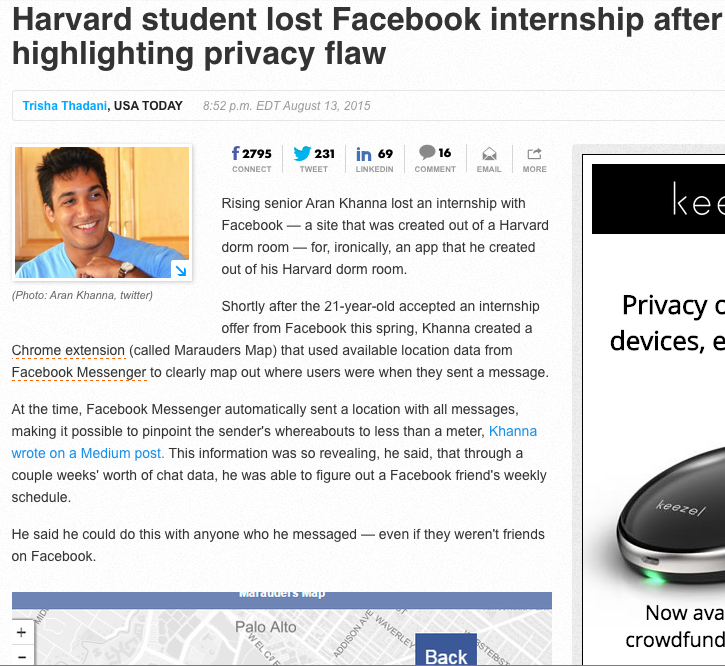 Harvard student lost Facebook internship after
highlighting privacy flaw
Trisha Thadani, USA TODAY 8:52 p.m. EDT August 13, 2015
2795
CONNECT
231
TWEET
69
LINKEDIN
16
COMMENT
EMAIL
MORE
(Photo: Aran Khanna, twitter)
Rising senior Aran Khanna lost an internship with
Facebook — a site that was created out of a Harvard
dorm room — for, ironically, an app that he created
out of his Harvard dorm room.
Shortly after the 21-year-old accepted an internship
offer from Facebook this spring, Khanna created a
Chrome extension (called Marauders Map) that used available location data from
Facebook Messenger to clearly map out where users were when they sent a message.
At the time, Facebook Messenger automatically sent a location with all messages,
making it possible to pinpoint the sender's whereabouts to less than a meter, Khanna
wrote on a Medium post. This information was so revealing, he said, that through a
couple weeks' worth of chat data, he was able to figure out a Facebook friend's weekly
schedule.
He said he could do this with anyone who he messaged — even if they weren't friends
on Facebook.
Marauders Map
+
−
Palo Alto
ADDISON AVE
WAVERLEY
Back
kee
Privacy c
devices, e
keezel
Now ava
crowdfund